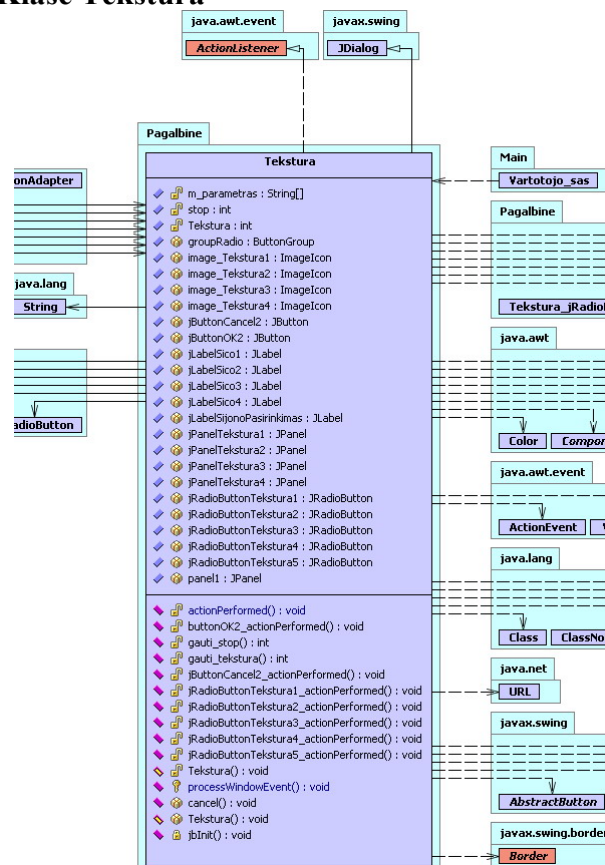 Klasė Tekstūra
java.awt.event
ActionListener
javax.swing
JDialog
Pagalbine
Tekstura
m_parametras : String[]
stop : int
Tekstura : int
groupRadio : ButtonGroup
image_Tekstura1 : ImageIcon
image_Tekstura2 : ImageIcon
image_Tekstura3 : ImageIcon
image_Tekstura4 : ImageIcon
jButtonCancel2 : JButton
jButtonOK2 : JButton
jLabelSico1 : JLabel
jLabelSico2 : JLabel
jLabelSico3 : JLabel
jLabelSico4 : JLabel
jLabelSijonoPasirinkimas : JLabel
jPanelTekstura1 : JPanel
jPanelTekstura2 : JPanel
jPanelTekstura3 : JPanel
jPanelTekstura4 : JPanel
jRadioButtonTekstura1 : JRadioButton
jRadioButtonTekstura2 : JRadioButton
jRadioButtonTekstura3 : JRadioButton
jRadioButtonTekstura4 : JRadioButton
jRadioButtonTekstura5 : JRadioButton
panel1 : JPanel
actionPerformed() : void
buttonOK2_actionPerformed() : void
gauti_stop() : int
gauti_tekstura() : int
jButtonCancel2_actionPerformed() : void
jRadioButtonTekstura1_actionPerformed() : void
jRadioButtonTekstura2_actionPerformed() : void
jRadioButtonTekstura3_actionPerformed() : void
jRadioButtonTekstura4_actionPerformed() : void
jRadioButtonTekstura5_actionPerformed() : void
Tekstura() : void
processWindowEvent() : void
cancel() : void
Tekstura() : void
jbInit() : void
onAdapter
java.lang
String
adioButton
Main
Vartotojo_sas
Pagalbine
Tekstura_jRadioB
java.awt
Color
Compon
java.awt.event
ActionEvent
java.lang
Class
ClassNo
java.net
URL
javax.swing
AbstractButton
javax.swing.border
Border